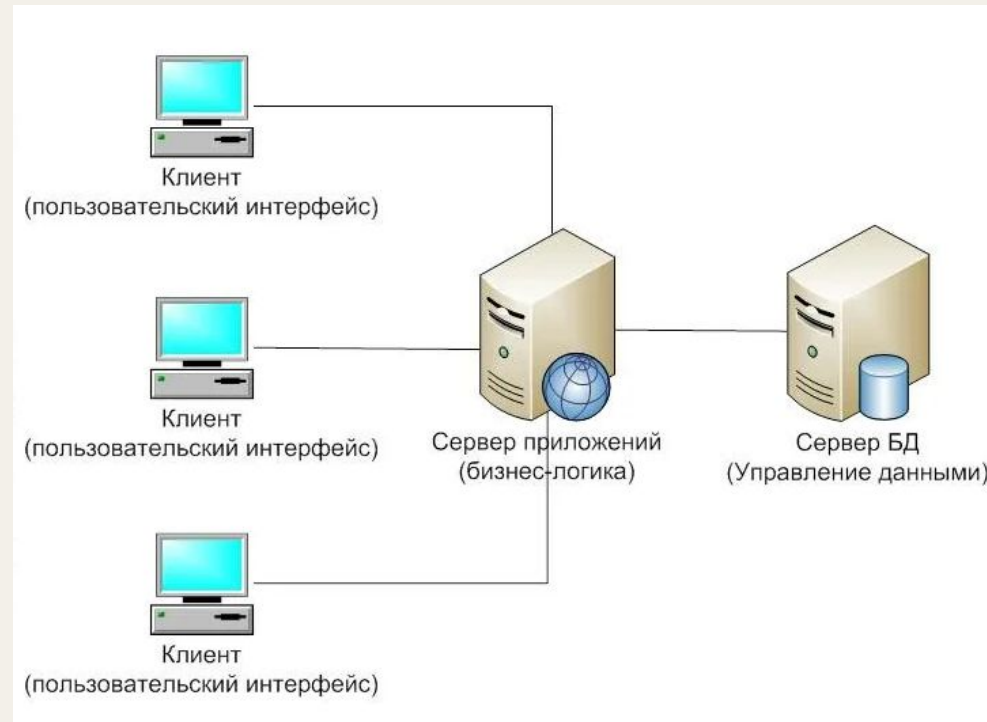 Клиент
(пользовательский интерфейс)
Клиент
(пользовательский интерфейс)
Сервер приложений
(бизнес-логика)
Сервер БД
(Управление данными)
Клиент
(пользовательский интерфейс)